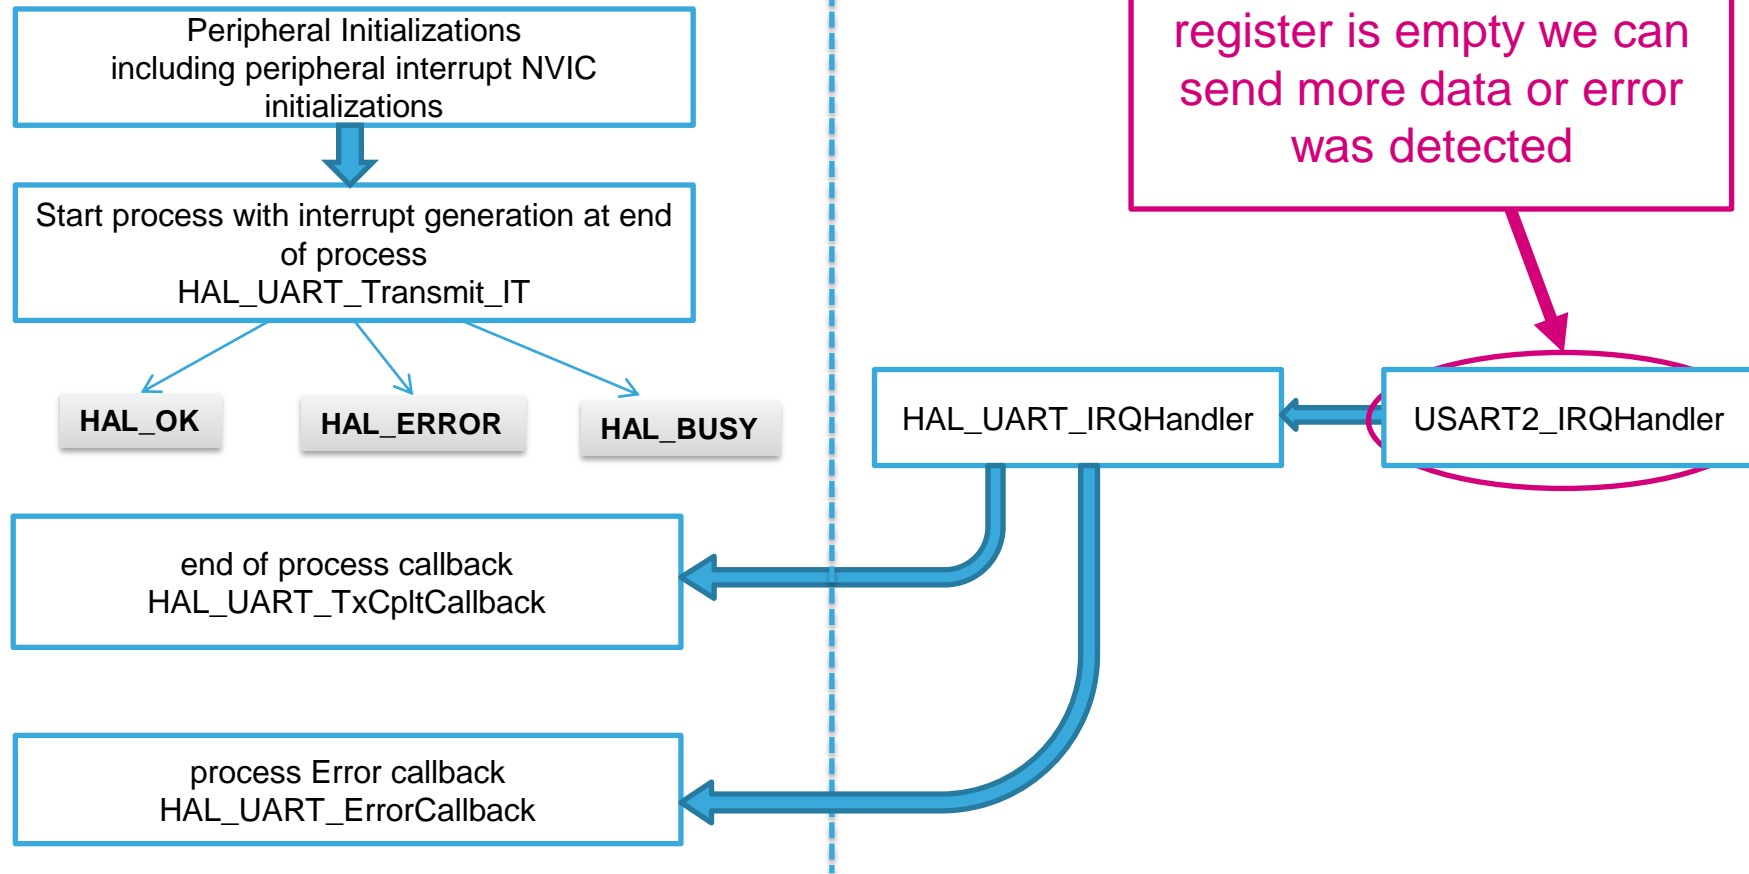 Peripheral Initializations
including peripheral interrupt NVIC
initializations
Start process with interrupt generation at end
of process
HAL_UART_Transmit_IT
HAL_OK
HAL_ERROR
HAL_BUSY
end of process callback
HAL_UART_TxCpltCallback
process Error callback
HAL_UART_ErrorCallback
register is empty we can
send more data or error
was detected
HAL_UART_IRQHandler
USART2_IRQHandler